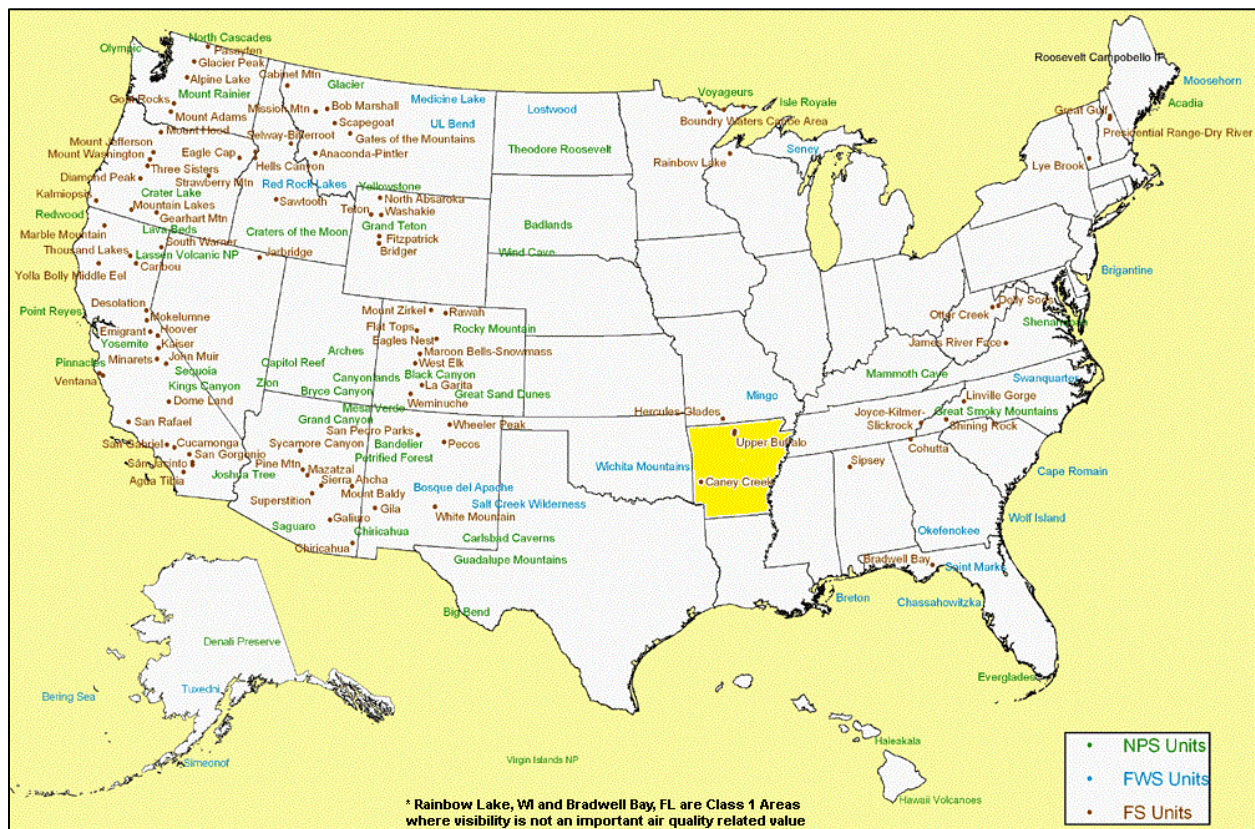 North Cascades
Olympic
Pasayten
Glacier Peak
Alpine Lake
Cabinet Mtn
Glacier
Goat Rocks
Mount Rainier
Mission Mtn
Bob Marshall
Medicine Lake
Lostwood
Voyageurs
Isle Royale
Roosevelt Campobello IP
Moosehorn
Acadia
Mount Adams
Scapegoat
UL Bend
Boundry Waters Canoe Area
Great Gulf
Presidential Range-Dry River
Mount Hood
Selway-Bitterroot
Gates of the Mountains
Mount Jefferson
Mount Washington
Eagle Cap
Anaconda-Pintler
Theodore Roosevelt
Rainbow Lake
Seney
Lye Brook
Three Sisters
Hells Canyon
Diamond Peak
Strawberry Mtn
Red Rock Lakes
Yellowstone
Kalmiopsis
Crater Lake
Sawtooth
North Absaroka
Mountain Lakes
Teton
Washakie
Redwood
Gearhart Mtn
Grand Teton
Badlands
Marble Mountain
Lava Beds
Craters of the Moon
Fitzpatrick
South Warner
Bridger
Wind Cave
Thousand Lakes
Lassen Volcanic NP
Jarbridge
Caribou
Yolla Bolly Middle Eel
Brigantine
Desolation
Mount Zirkel
Rawah
Dolly Sods
Point Reyes
Mokelumne
Otter Creek
Shenandoah
Emigrant
Hoover
Flat Tops
Rocky Mountain
Yosemite
Kaiser
Eagles Nest
James River Face
Pinnacles
Minarets
John Muir
Arches
Maroon Bells-Snowmass
Capitol Reef
West Elk
Mammoth Cave
Ventana
Sequoia
Canyonlands
Black Canyon
Swanquarter
Kings Canyon
Zion
Bryce Canyon
La Garita
Great Sand Dunes
Mingo
Dome Land
Weminuche
Linville Gorge
Mesa Verde
Hercules-Glades
Joyce-Kilmer-
Slickrock
Great Smoky Mountains
San Rafael
Grand Canyon
Wheeler Peak
Shining Rock
San Pedro Parks
San Gabriel
Cucamonga
Sycamore Canyon
Bandelier
Pecos
Upper Buffalo
Cohutta
San Gorgonio
Petrified Forest
San Jacinto
Pine Mtn
Mazatzal
Wichita Mountains
Sipsey
Cape Romain
Agua Tibia
Joshua Tree
Sierra Ancha
Bosque del Apache
Caney Creek
Superstition
Mount Baldy
Gila
Salt Creek Wilderness
White Mountain
Wolf Island
Saguaro
Galiuro
Chiricahua
Okefenokee
Chiricahua
Carlsbad Caverns
Guadalupe Mountains
Bradwell Bay
Saint Marks
Breton
Chassahowitzka
Big Bend
Denali Preserve
Everglades
Bering Sea
Tuxedni
Simeonof
Virgin Islands NP
Haleakala
Hawaii Volcanoes
NPS Units
FWS Units
FS Units
* Rainbow Lake, WI and Bradwell Bay, FL are Class 1 Areas
where visibility is not an important air quality related value